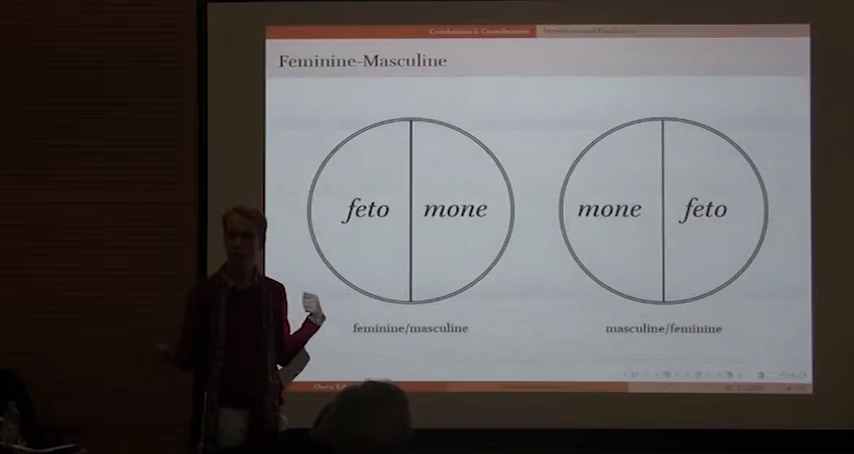 Feminine-Masculine
feto mone
mone feto
feminine/masculine
masculine/feminine